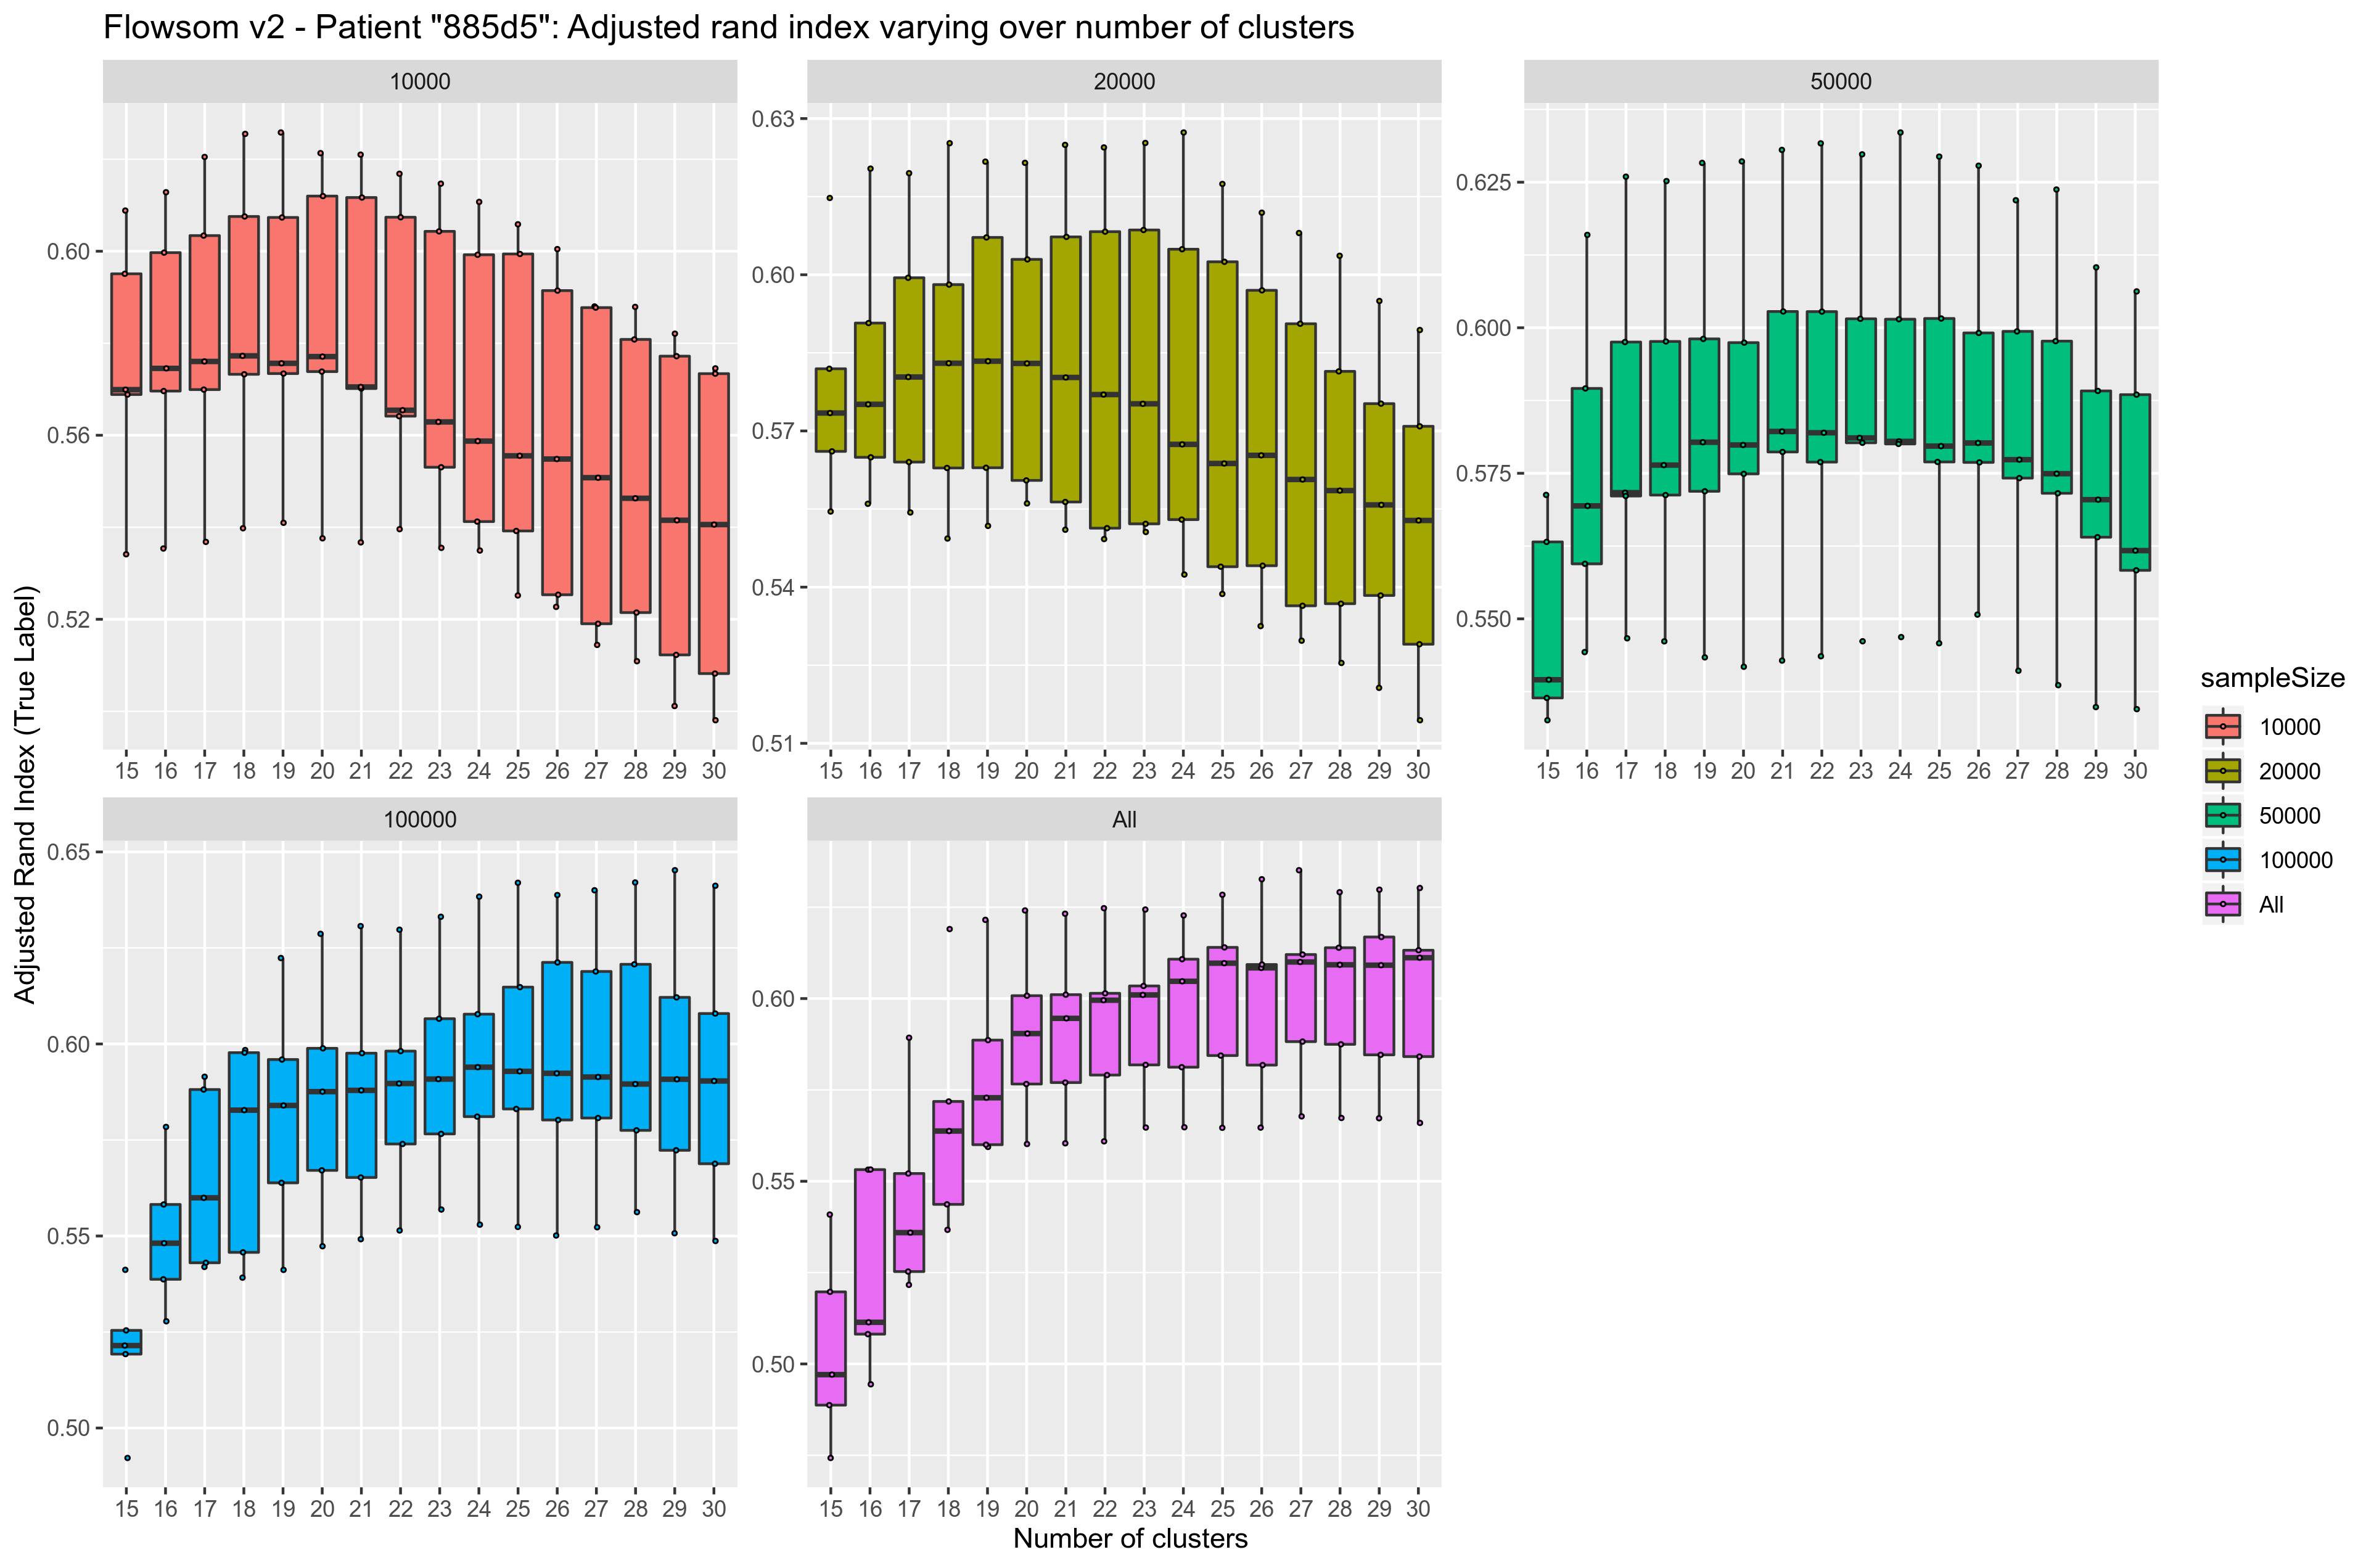 Flowsom v2 - Patient "885d5": Adjusted rand index varying over number of clusters
10000
20000
50000
0.60
0.56
0.52
0.63
0.60
0.57
0.54
0.51
0.625
0.600
0.575
0.550
15 16 17 18 19 20 21 22 23 24 25 26 27 28 29 30
15 16 17 18 19 20 21 22 23 24 25 26 27 28 29 30
15 16 17 18 19 20 21 22 23 24 25 26 27 28 29 30
Adjusted Rand Index (True Label)
100000
All
0.65
0.60
0.55
0.50
0.60
0.55
0.50
15 16 17 18 19 20 21 22 23 24 25 26 27 28 29 30
15 16 17 18 19 20 21 22 23 24 25 26 27 28 29 30
Number of clusters
sampleSize
10000
20000
50000
100000
All